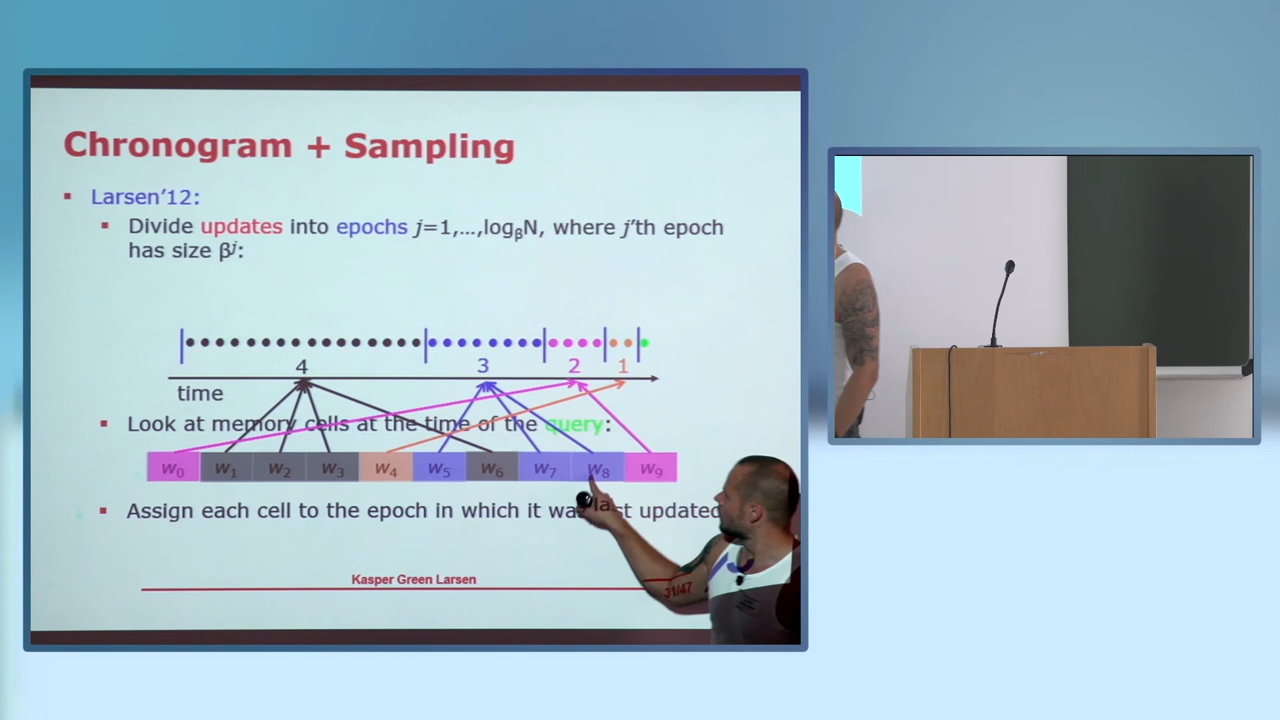 Chronogram + Sampling
Larsen'12:
Divide updates into epochs j=1,...,logβN, where j'th epoch
has size βʲ:
4 3 2 1
time
Look at memory cells at the time of the query:
w0 w1 w2 w3 w4 w5 w6 w7 w8 w9
Assign each cell to the epoch in which it was last updated
Kasper Green Larsen
31/47